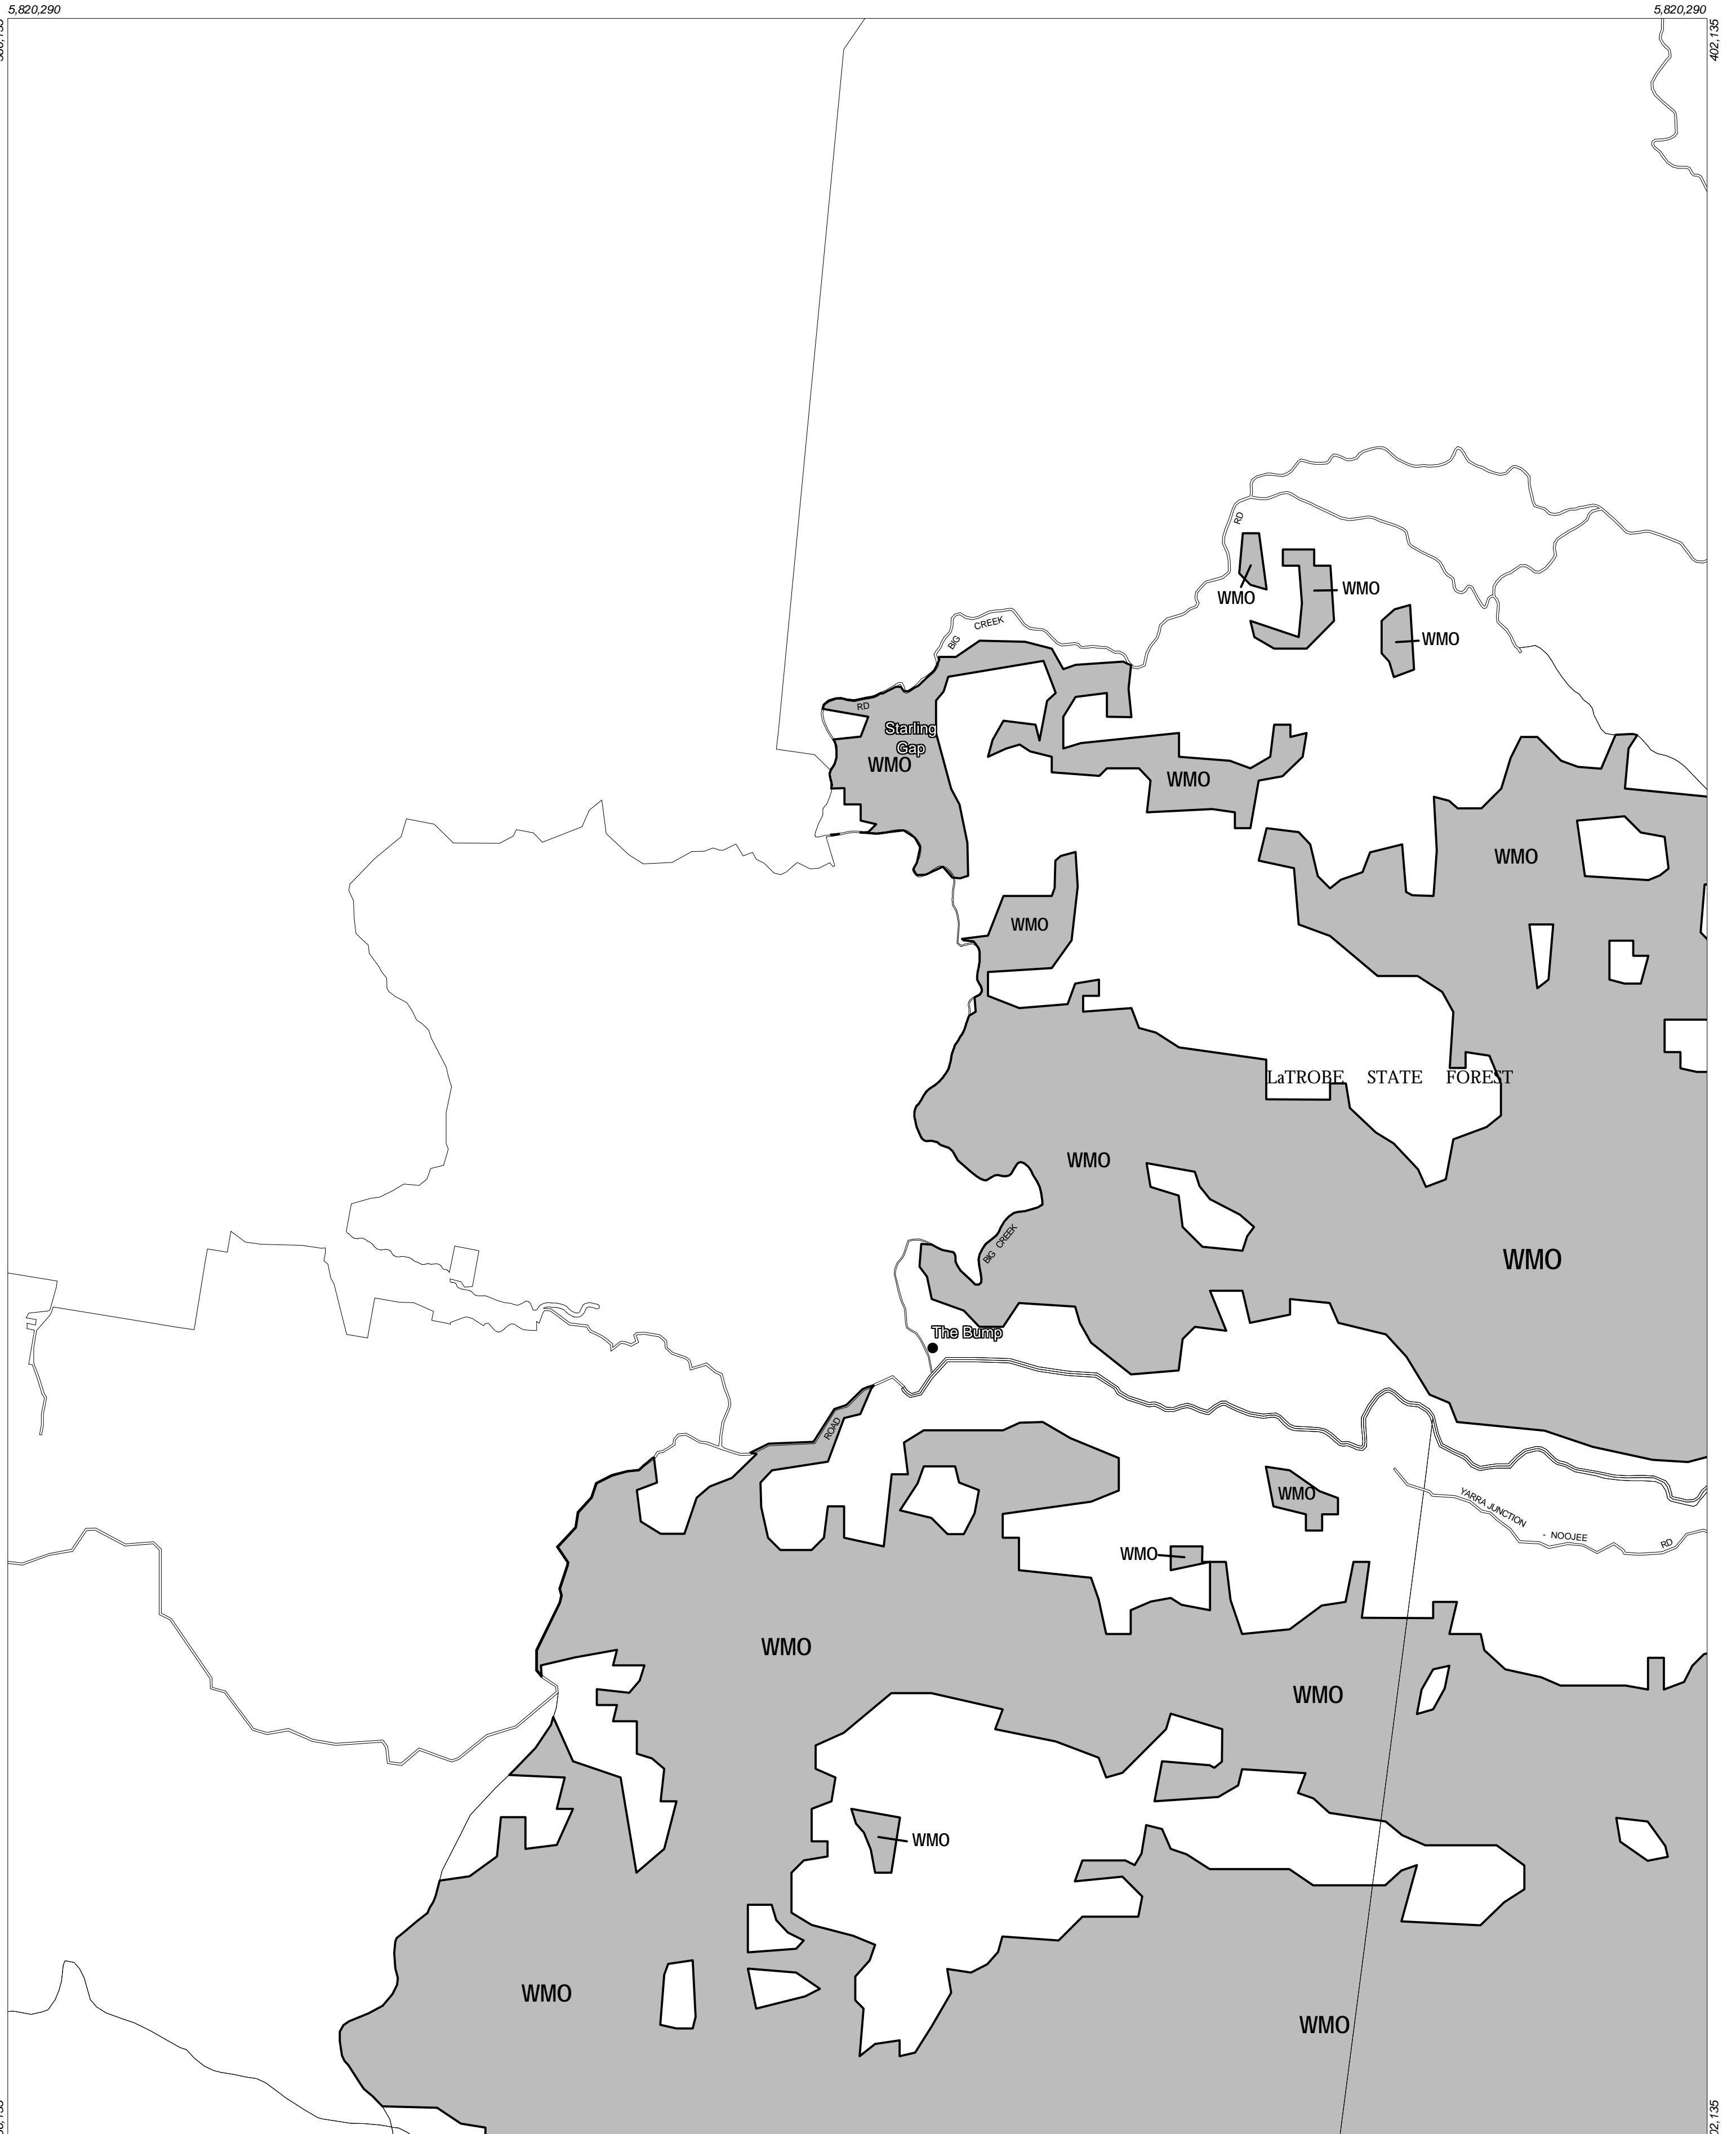 5,820,290
5,820,290
402,135
RD
WMO
WMO
BIG
CREEK
WMO
RD
Starling
Gap
WMO
WMO
WMO
WMO
LaTROBE STATE FOREST
WMO
BIG CREEK
WMO
The Bump
ROAD
WMO
YARRA JUNCTION
- NOOJEE
RD
WMO
WMO
WMO
WMO
WMO
WMO